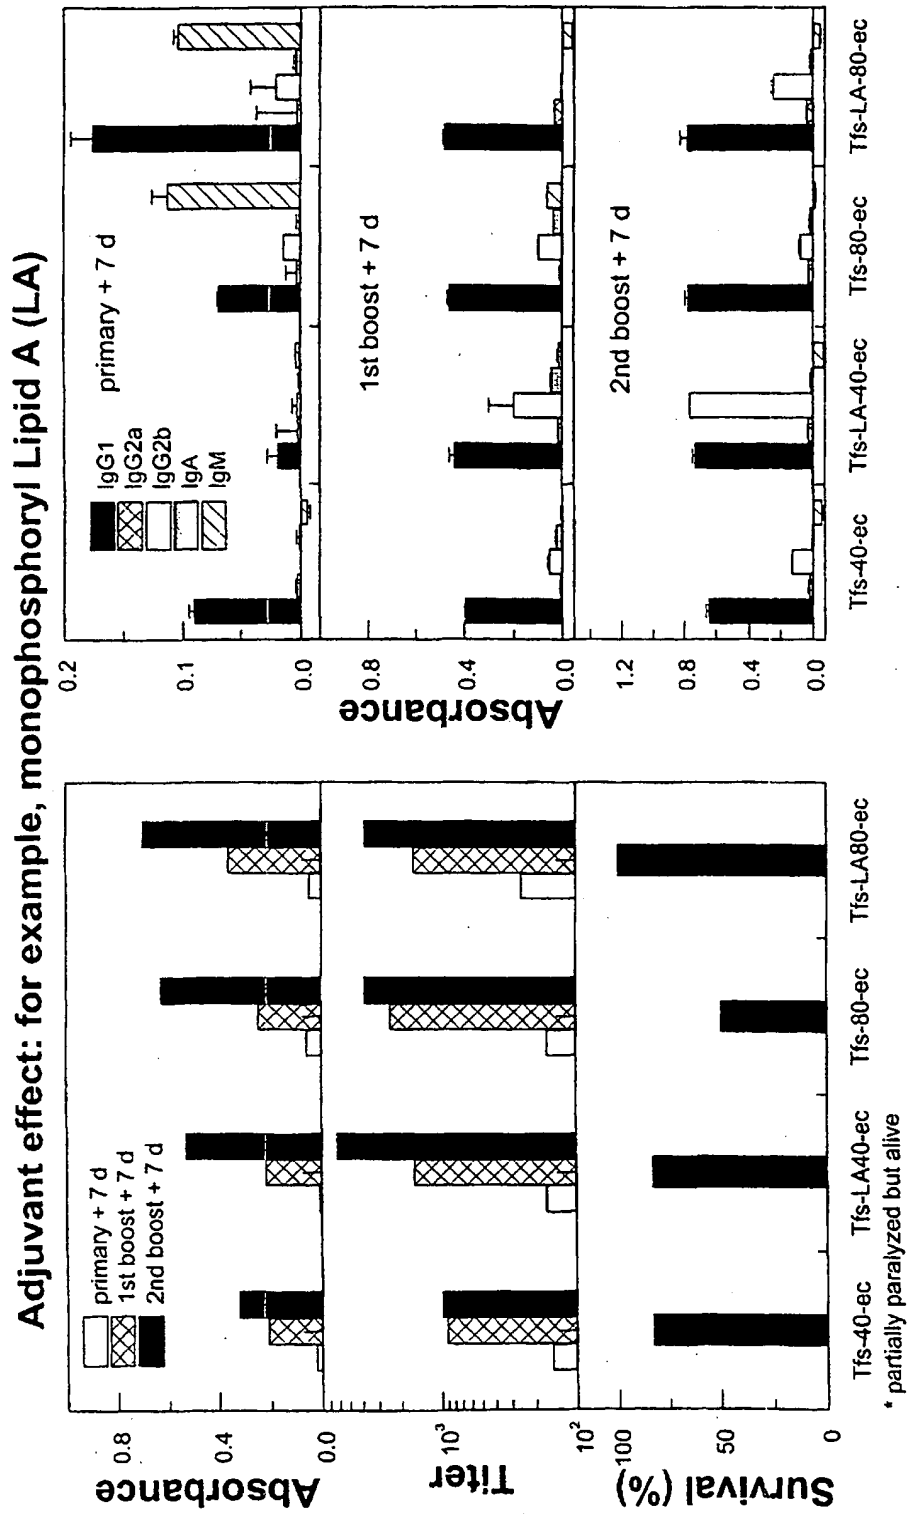 Adjuvant effect: for example, monophosphoryl Lipid A (LA)
primary + 7 d
1st boost + 7 d
2nd boost + 7 d
0.8
0.4
0.0
Absorbance
10³
10²
Titer
100
50
0
Survival (%)
Tfs-40-ec
Tfs-LA40-ec
Tfs-80-ec
Tfs-LA80-ec
* partially paralyzed but alive
IgG1
IgG2a
IgG2b
IgA
IgM
primary + 7 d
0.2
0.1
0.0
1st boost + 7 d
0.8
0.4
0.0
Absorbance
2nd boost + 7 d
1.2
0.8
0.4
0.0
Tfs-40-ec
Tfs-LA-40-ec
Tfs-80-ec
Tfs-LA-80-ec